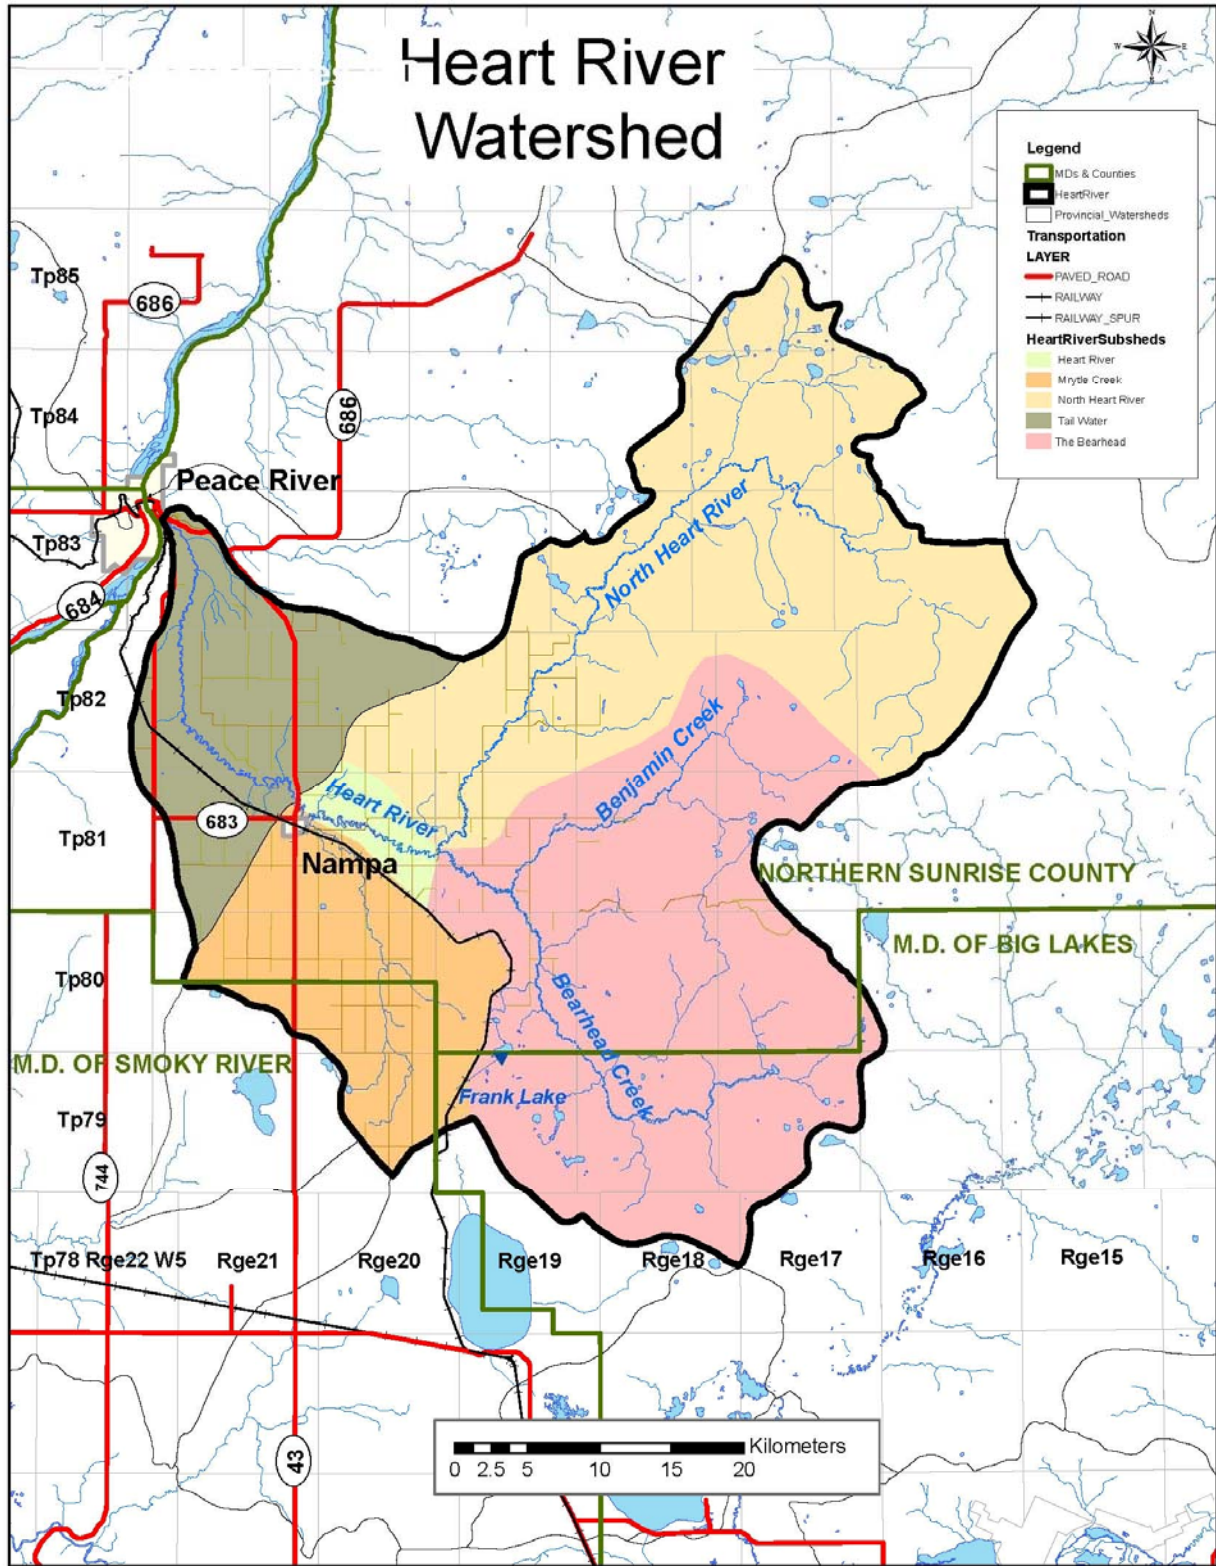 Heart River
Watershed
N
W E
S
Legend
MDs & Counties
HeartRiver
Provincial_Watersheds
Transportation
LAYER
PAVED_ROAD
RAILWAY
RAILWAY_SPUR
HeartRiverSubsheds
Heart River
Mrytle Creek
North Heart River
Tail Water
The Bearhead
Tp85
686
Tp84
686
Peace River
Tp83
684
North Heart River
Tp82
Benjamin Creek
Heart River
683
Tp81
Nampa
NORTHERN SUNRISE COUNTY
M.D. OF BIG LAKES
Tp80
Bearhead Creek
M.D. OF SMOKY RIVER
Frank Lake
Tp79
744
Tp78 Rge22 W5
Rge21
Rge20
Rge19
Rge18
Rge17
Rge16
Rge15
43
Kilometers
0 2.5 5 10 15 20